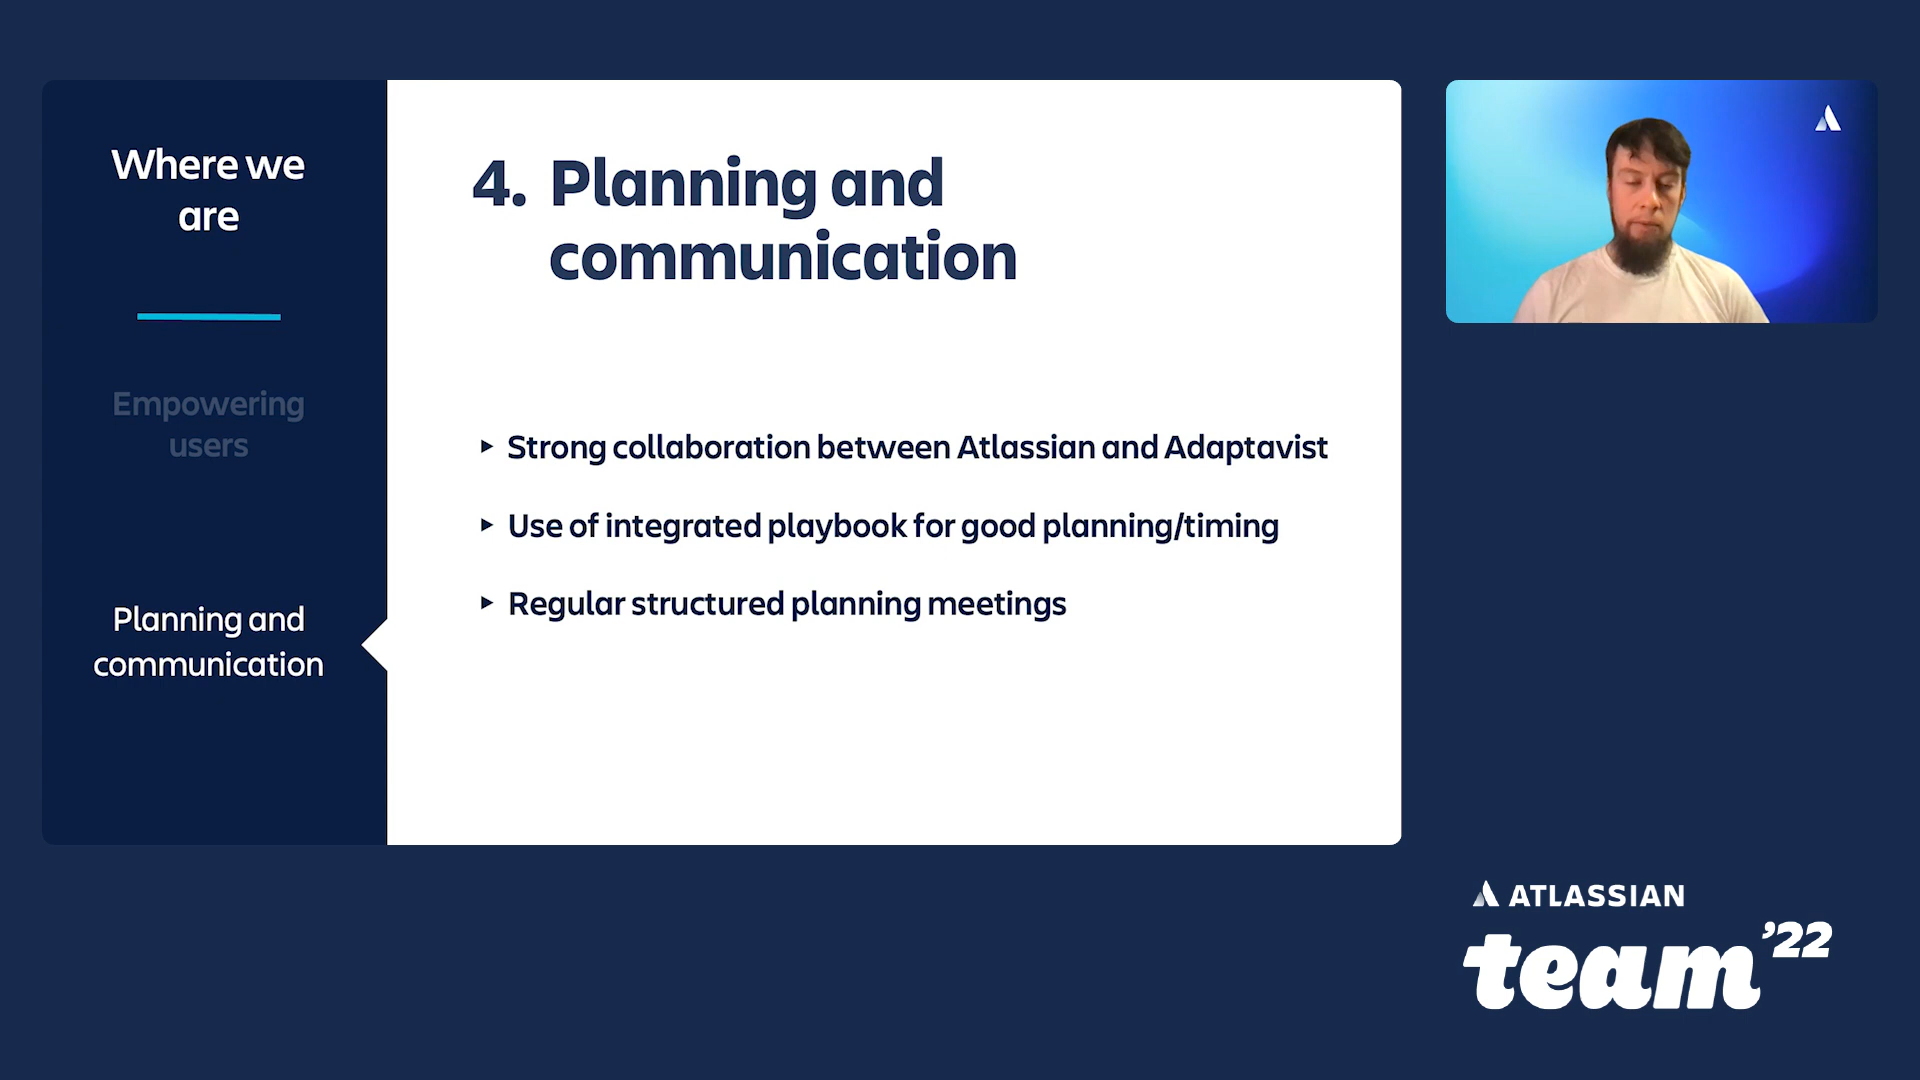 Where we
are
Empowering
users
Planning and
communication
4. Planning and
communication
▸ Strong collaboration between Atlassian and Adaptavist
▸ Use of integrated playbook for good planning/timing
▸ Regular structured planning meetings
ATLASSIAN
team '22